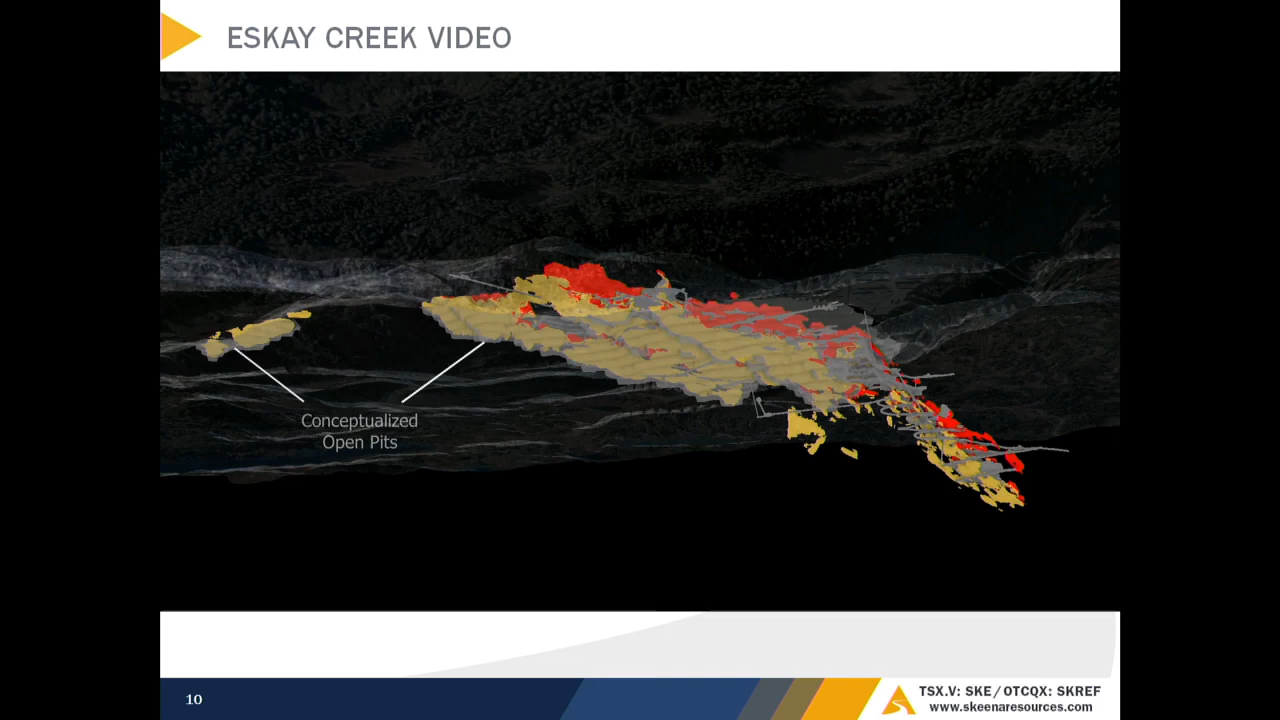 ESKAY CREEK VIDEO
Conceptualized
Open Pits
10
TSX.V: SKE / OTCQX: SKREF
www.skeenaresources.com